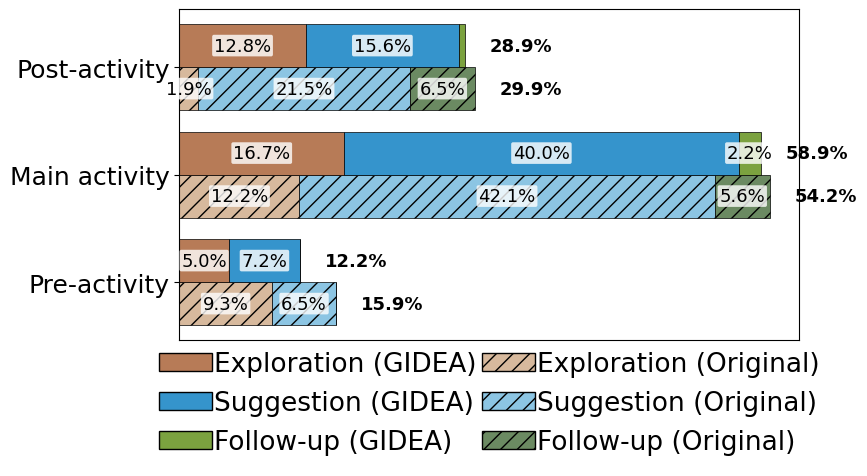 Post-activity
12.8%
15.6%
28.9%
1.9%
21.5%
6.5%
29.9%
Main activity
16.7%
40.0%
2.2%
58.9%
12.2%
42.1%
5.6%
54.2%
Pre-activity
5.0%
7.2%
12.2%
9.3%
6.5%
15.9%
Exploration (GIDEA)
Exploration (Original)
Suggestion (GIDEA)
Suggestion (Original)
Follow-up (GIDEA)
Follow-up (Original)